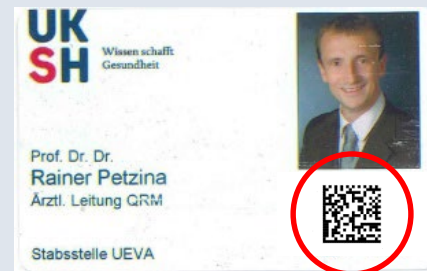 UK
SH
Wissen schafft
Gesundheit
Prof. Dr. Dr.
Rainer Petzina
Ärztl. Leitung QRM
Stabsstelle UEVA